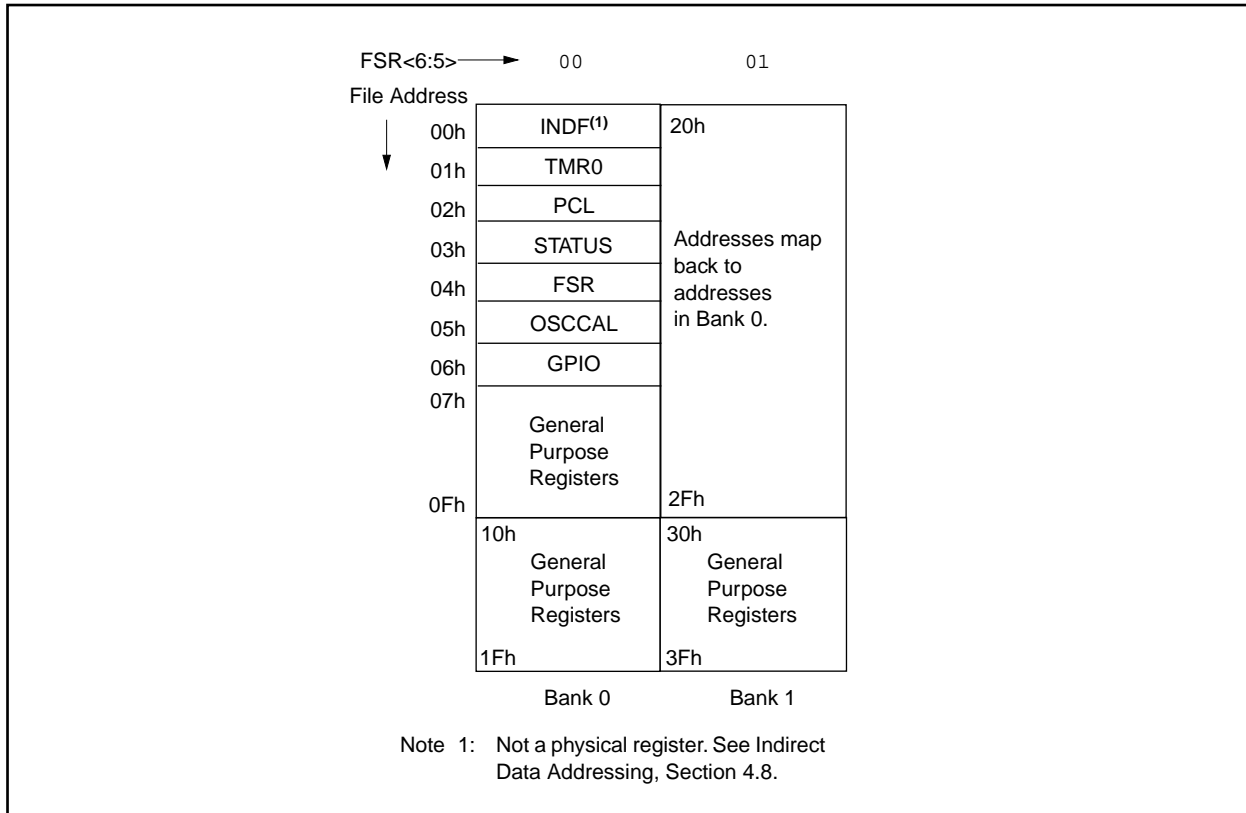 FSR<6:5> 00 01
File Address
00h INDF(1) 20h
01h TMR0
02h PCL
03h STATUS Addresses map
back to
04h FSR addresses
05h OSCCAL in Bank 0.
06h GPIO
07h
General
Purpose
Registers
0Fh 2Fh
10h 30h
General General
Purpose Purpose
Registers Registers
1Fh 3Fh
Bank 0 Bank 1
Note 1: Not a physical register. See Indirect
Data Addressing, Section 4.8.